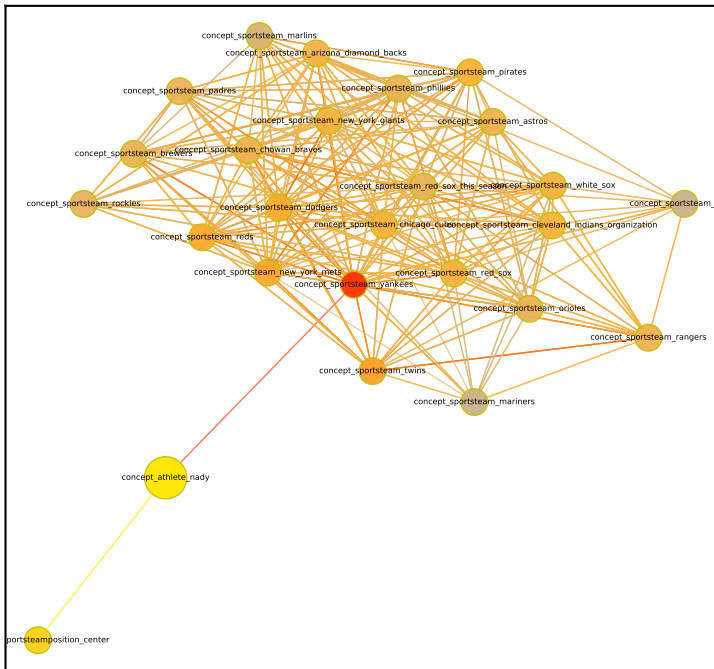 concept_sportsteam_marlins
concept_sportsteam_arizona_diamond_backs
concept_sportsteam_pirates
concept_sportsteam_padres
concept_sportsteam_phillies
concept_sportsteam_new_york_giants
concept_sportsteam_astros
concept_sportsteam_brewers
concept_sportsteam_chowan_braves
concept_sportsteam_red_sox_this_season
concept_sportsteam_white_sox
concept_sportsteam_rockies
concept_sportsteam_dodgers
concept_sportsteam_
concept_sportsteam_reds
concept_sportsteam_chicago_cubs
concept_sportsteam_cleveland_indians_organization
concept_sportsteam_new_york_mets
concept_sportsteam_yankees
concept_sportsteam_red_sox
concept_sportsteam_orioles
concept_sportsteam_rangers
concept_sportsteam_twins
concept_sportsteam_mariners
concept_athlete_nady
portsteamposition_center